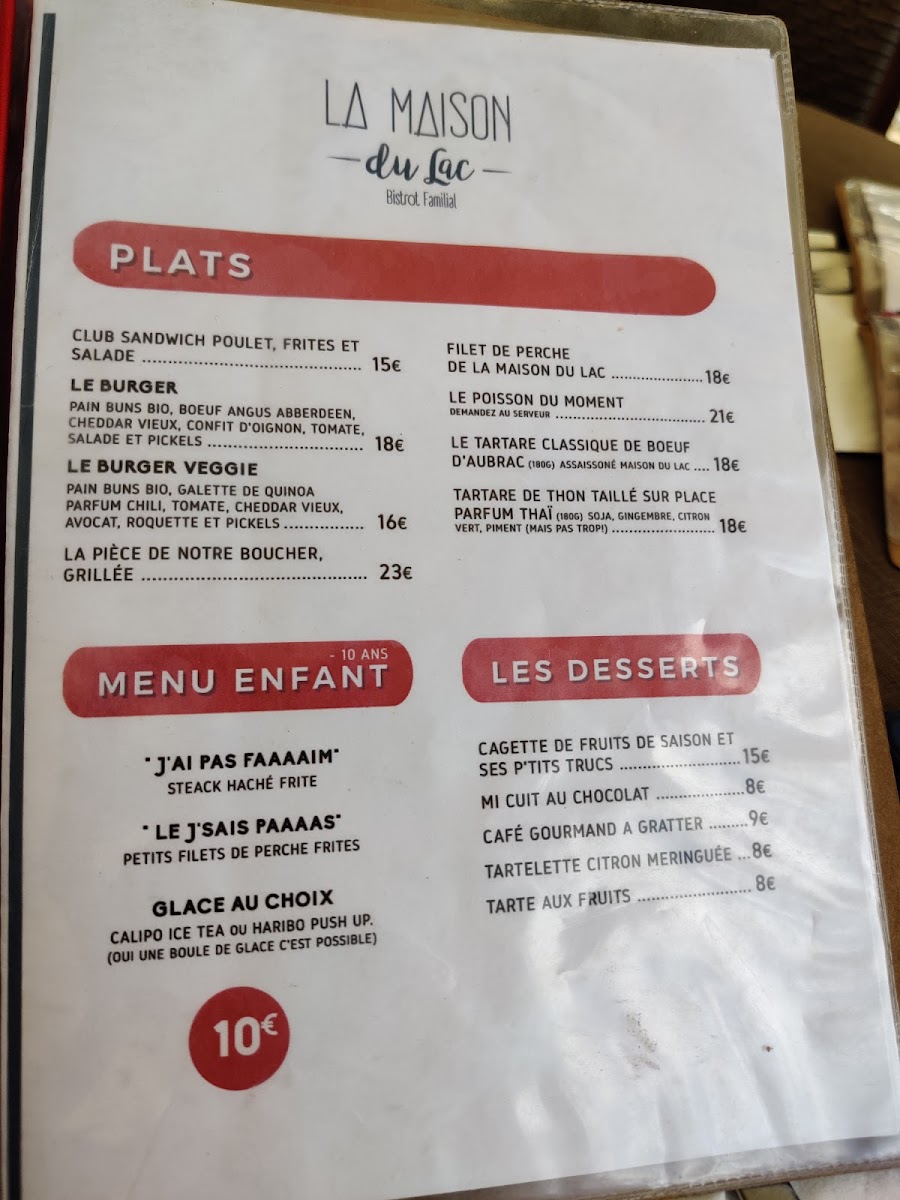 LA MAISON
du Lac
Bistrot Familial
PLATS
CLUB SANDWICH POULET, FRITES ET
SALADE .................................... 15€
LE BURGER
PAIN BUNS BIO, BOEUF ANGUS ABBERDEEN,
CHEDDAR VIEUX, CONFIT D'OIGNON, TOMATE,
SALADE ET PICKELS .......................... 18€
LE BURGER VEGGIE
PAIN BUNS BIO, GALETTE DE QUINOA
PARFUM CHILI, TOMATE, CHEDDAR VIEUX,
AVOCAT, ROQUETTE ET PICKELS ............. 16€
LA PIÈCE DE NOTRE BOUCHER,
GRILLÉE ..................................... 23€
FILET DE PERCHE
DE LA MAISON DU LAC ...............18€
LE POISSON DU MOMENT
DEMANDEZ AU SERVEUR ......................... 21€
LE TARTARE CLASSIQUE DE BOEUF
D'AUBRAC (180G) ASSAISSONÉ MAISON DU LAC .... 18€
TARTARE DE THON TAILLÉ SUR PLACE
PARFUM THAÏ (180G) SOJA, GINGEMBRE, CITRON
VERT, PIMENT (MAIS PAS TROP!) ................. 18€
- 10 ANS
MENU ENFANT
"J'AI PAS FAAAAIM"
STEACK HACHÉ FRITE
"LE J'SAIS PAAAAS"
PETITS FILETS DE PERCHE FRITES
GLACE AU CHOIX
CALIPO ICE TEA OU HARIBO PUSH UP.
(OUI UNE BOULE DE GLACE C'EST POSSIBLE)
10€
LES DESSERTS
CAGETTE DE FRUITS DE SAISON ET
SES P'TITS TRUCS ....................15€
MI CUIT AU CHOCOLAT ...............8€
CAFÉ GOURMAND A GRATTER .......9€
TARTELETTE CITRON MERINGUÉE ...8€
TARTE AUX FRUITS ................... 8€